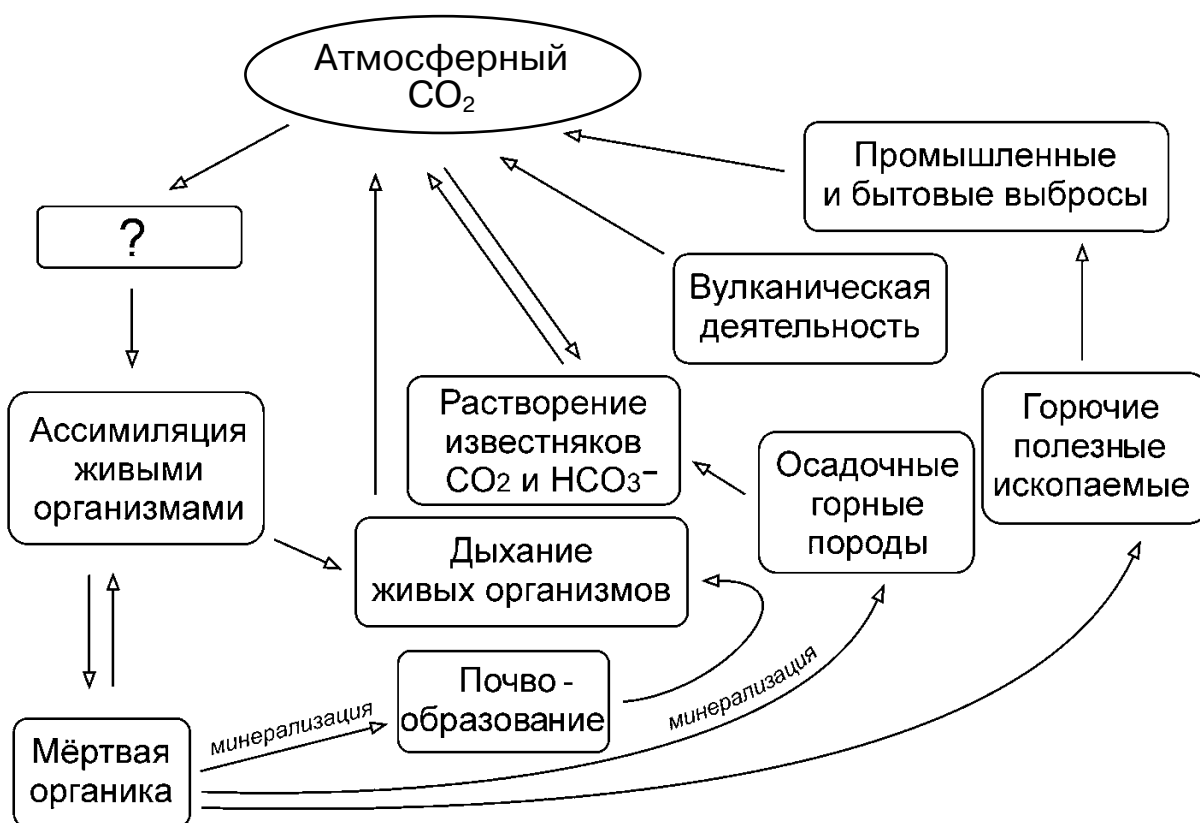 Атмосферный
CO₂
Промышленные
и бытовые выбросы
?
Вулканическая
деятельность
Ассимиляция
живыми
организмами
Растворение
известняков
CO₂ и HCO₃⁻
Осадочные
горные
породы
Горючие
полезные
ископаемые
Дыхание
живых организмов
Почво -
образование
минерализация
минерализация
Мёртвая
органика